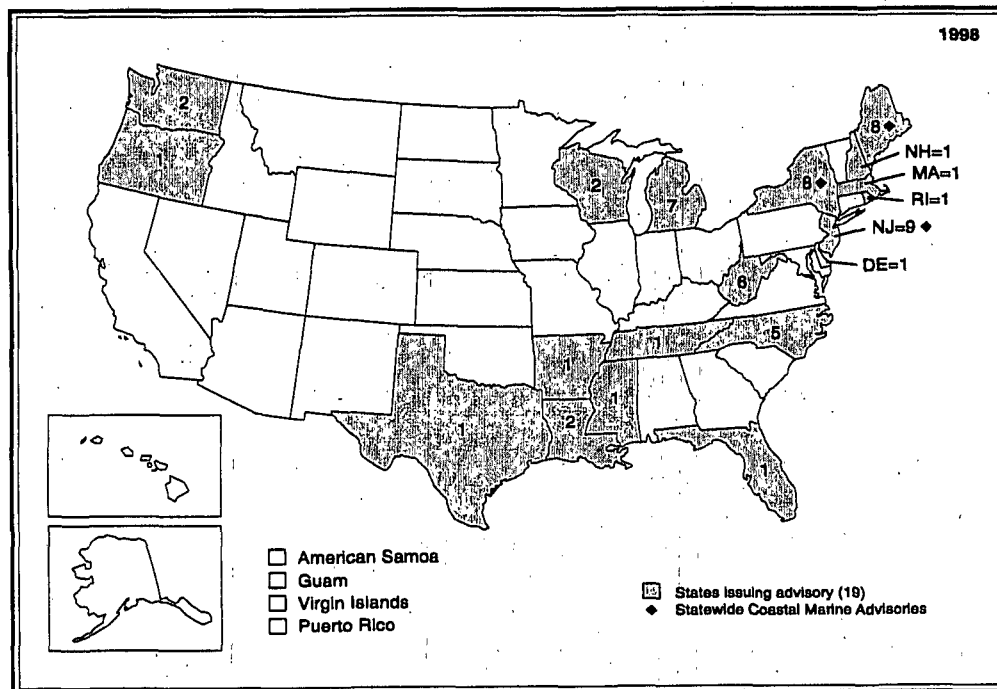 1998
2
1
2
7
8
8
NH=1
MA=1
RI=1
NJ=9
DE=1
6
5
1
1
1
2
1
1
American Samoa
Guam
Virgin Islands
Puerto Rico
States issuing advisory (19)
Statewide Coastal Marine Advisories